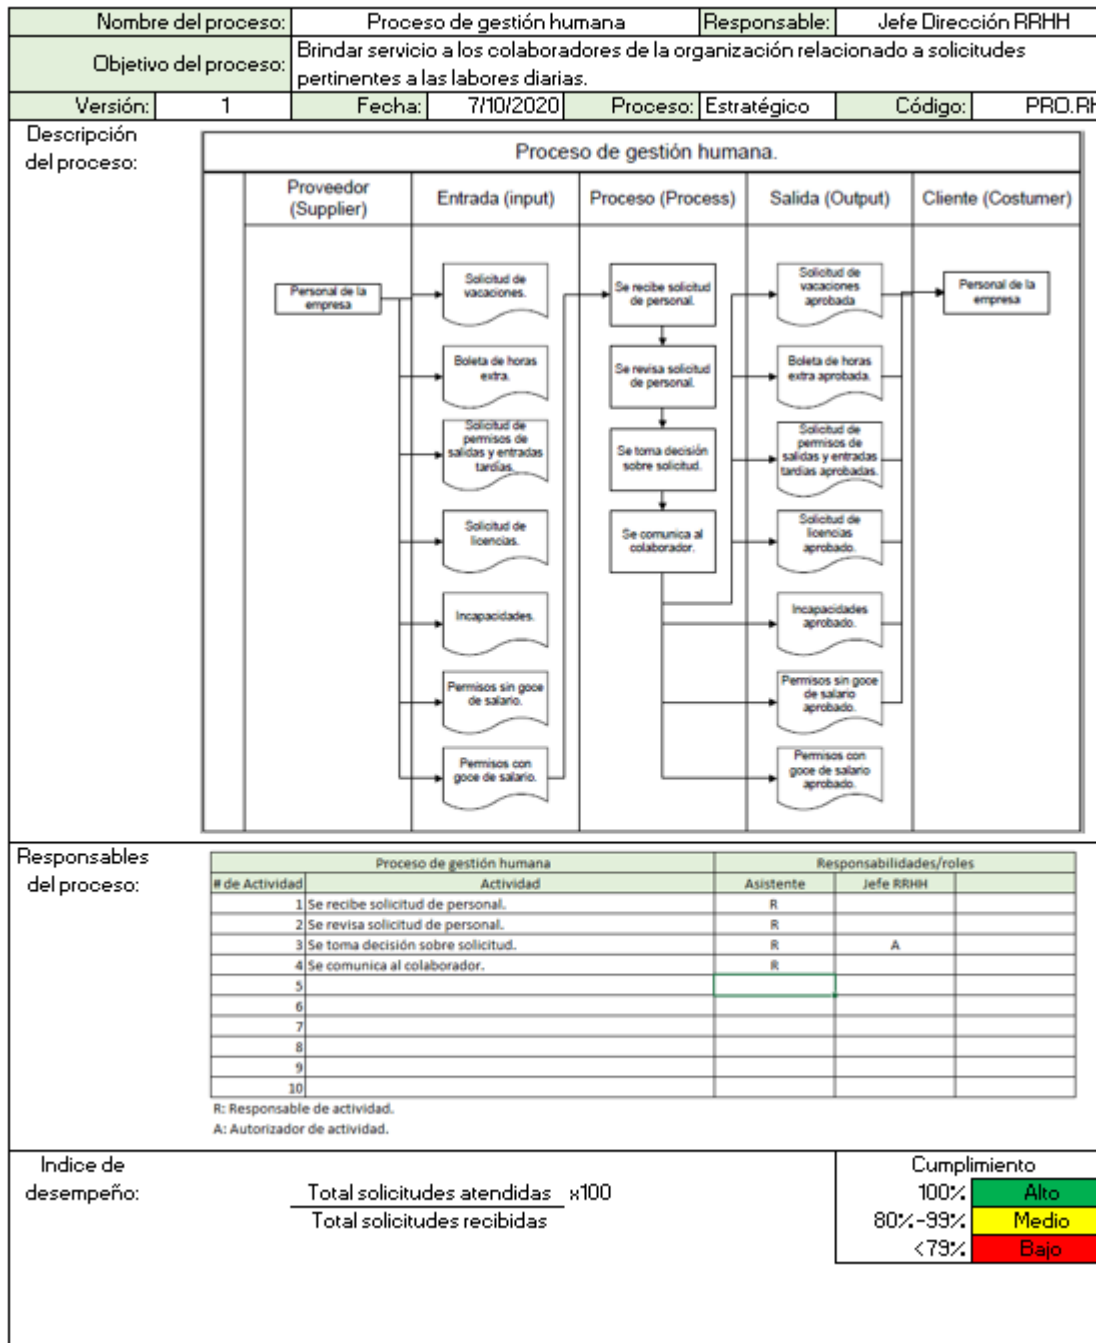 Nombre del proceso: Proceso de gestión humana Responsable: Jefe Dirección RRHH
Objetivo del proceso: Brindar servicio a los colaboradores de la organización relacionado a solicitudes
pertinentes a las labores diarias.
Versión: 1 Fecha: 7/10/2020 Proceso: Estratégico Código: PRO.RH
Descripción
del proceso:
Proceso de gestión humana.
Proveedor
(Supplier)
Entrada (input)
Proceso (Process)
Salida (Output)
Cliente (Costumer)
Personal de la
empresa
Solicitud de
vacaciones.
Boleta de horas
extra.
Solicitud de
permisos de
salidas y entradas
tardías.
Solicitud de
licencias.
Incapacidades.
Permisos sin goce
de salario.
Permisos con
goce de salario.
Se recibe solicitud
de personal.
Se revisa solicitud
de personal.
Se toma decisión
sobre solicitud.
Se comunica al
colaborador.
Solicitud de
vacaciones
aprobada
Boleta de horas
extra aprobada.
Solicitud de
permisos de
salidas y entradas
tardías aprobadas.
Solicitud de
licencias
aprobado.
Incapacidades
aprobado.
Permisos sin goce
de salario
aprobado.
Permisos con
goce de salario
aprobado.
Personal de la
empresa
Responsables
del proceso:
Proceso de gestión humana Responsabilidades/roles
# de Actividad Actividad Asistente Jefe RRHH
1 Se recibe solicitud de personal. R
2 Se revisa solicitud de personal. R
3 Se toma decisión sobre solicitud. R A
4 Se comunica al colaborador. R
5
6
7
8
9
10
R: Responsable de actividad.
A: Autorizador de actividad.
Indice de
desempeño:
Total solicitudes atendidas x100
Total solicitudes recibidas
Cumplimiento
100% Alto
80%-99% Medio
<79% Bajo